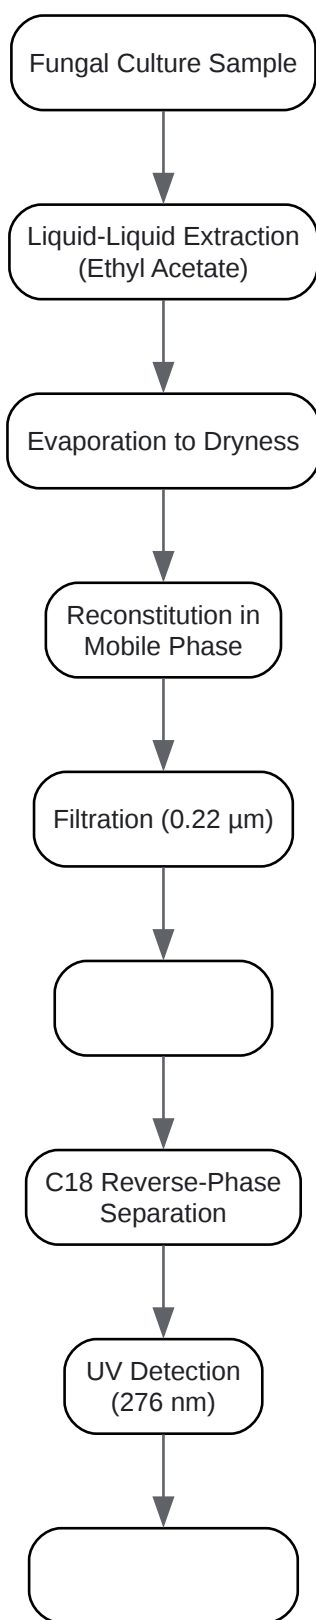 Fungal Culture Sample
Liquid-Liquid Extraction
(Ethyl Acetate)
Evaporation to Dryness
Reconstitution in
Mobile Phase
Filtration (0.22 µm)
C18 Reverse-Phase
Separation
UV Detection
(276 nm)